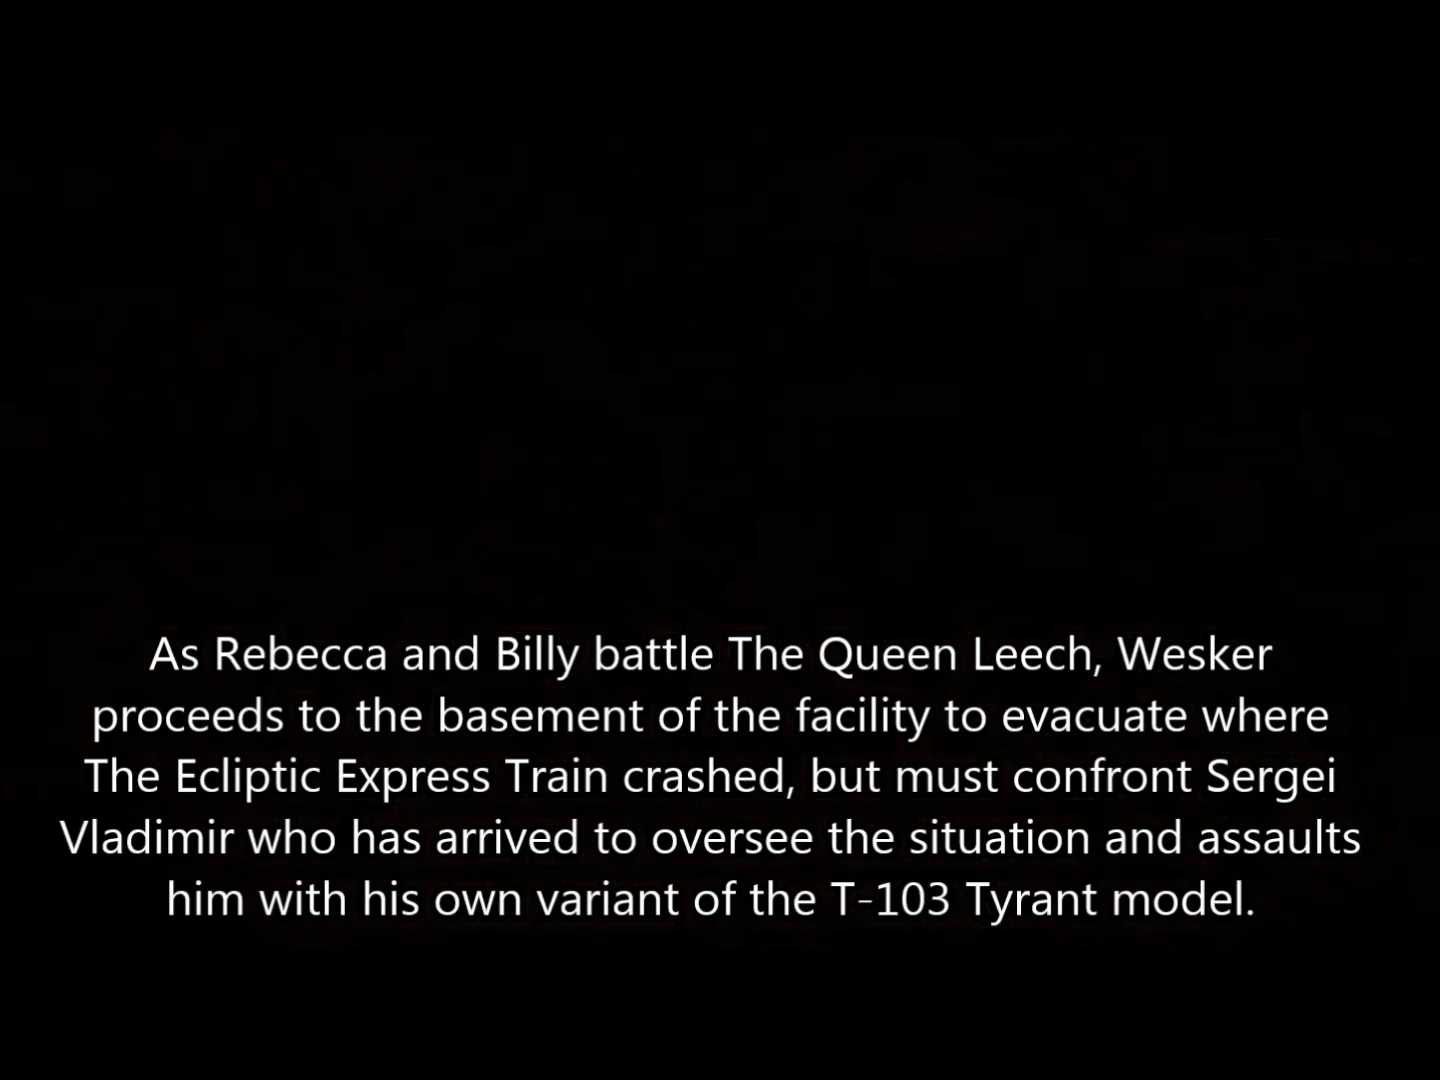 As Rebecca and Billy battle The Queen Leech, Wesker
proceeds to the basement of the facility to evacuate where
The Ecliptic Express Train crashed, but must confront Sergei
Vladimir who has arrived to oversee the situation and assaults
him with his own variant of the T-103 Tyrant model.